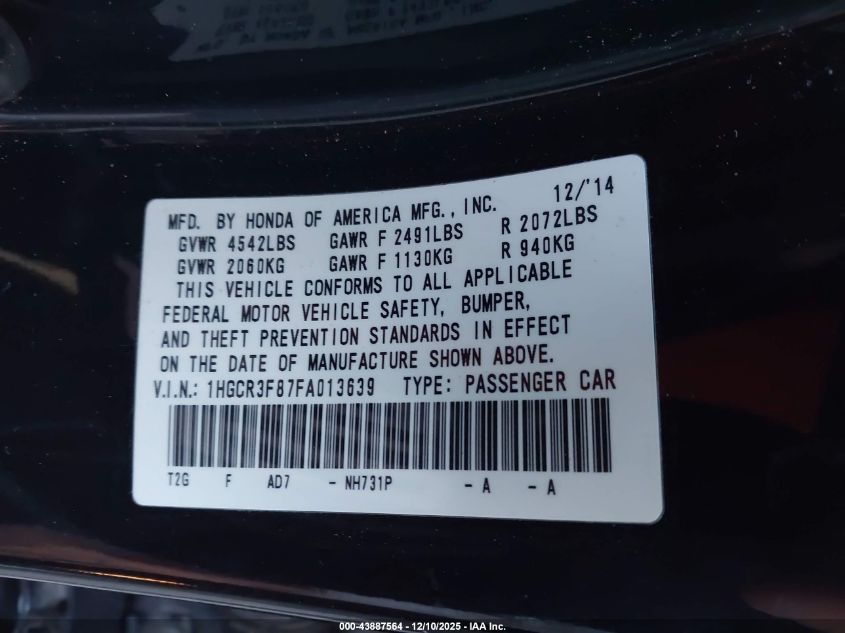 MFD. BY HONDA OF AMERICA MFG., INC. 12/'14
GVWR 4542LBS GAWR F 2491LBS R 2072LBS
GVWR 2060KG GAWR F 1130KG R 940KG
THIS VEHICLE CONFORMS TO ALL APPLICABLE
FEDERAL MOTOR VEHICLE SAFETY, BUMPER,
AND THEFT PREVENTION STANDARDS IN EFFECT
ON THE DATE OF MANUFACTURE SHOWN ABOVE.
V.I.N.: 1HGCR3F87FA013639 TYPE: PASSENGER CAR
T2G F AD7 - NH731P - A - A
000-43887564 - 12/10/2025 - IAA Inc.